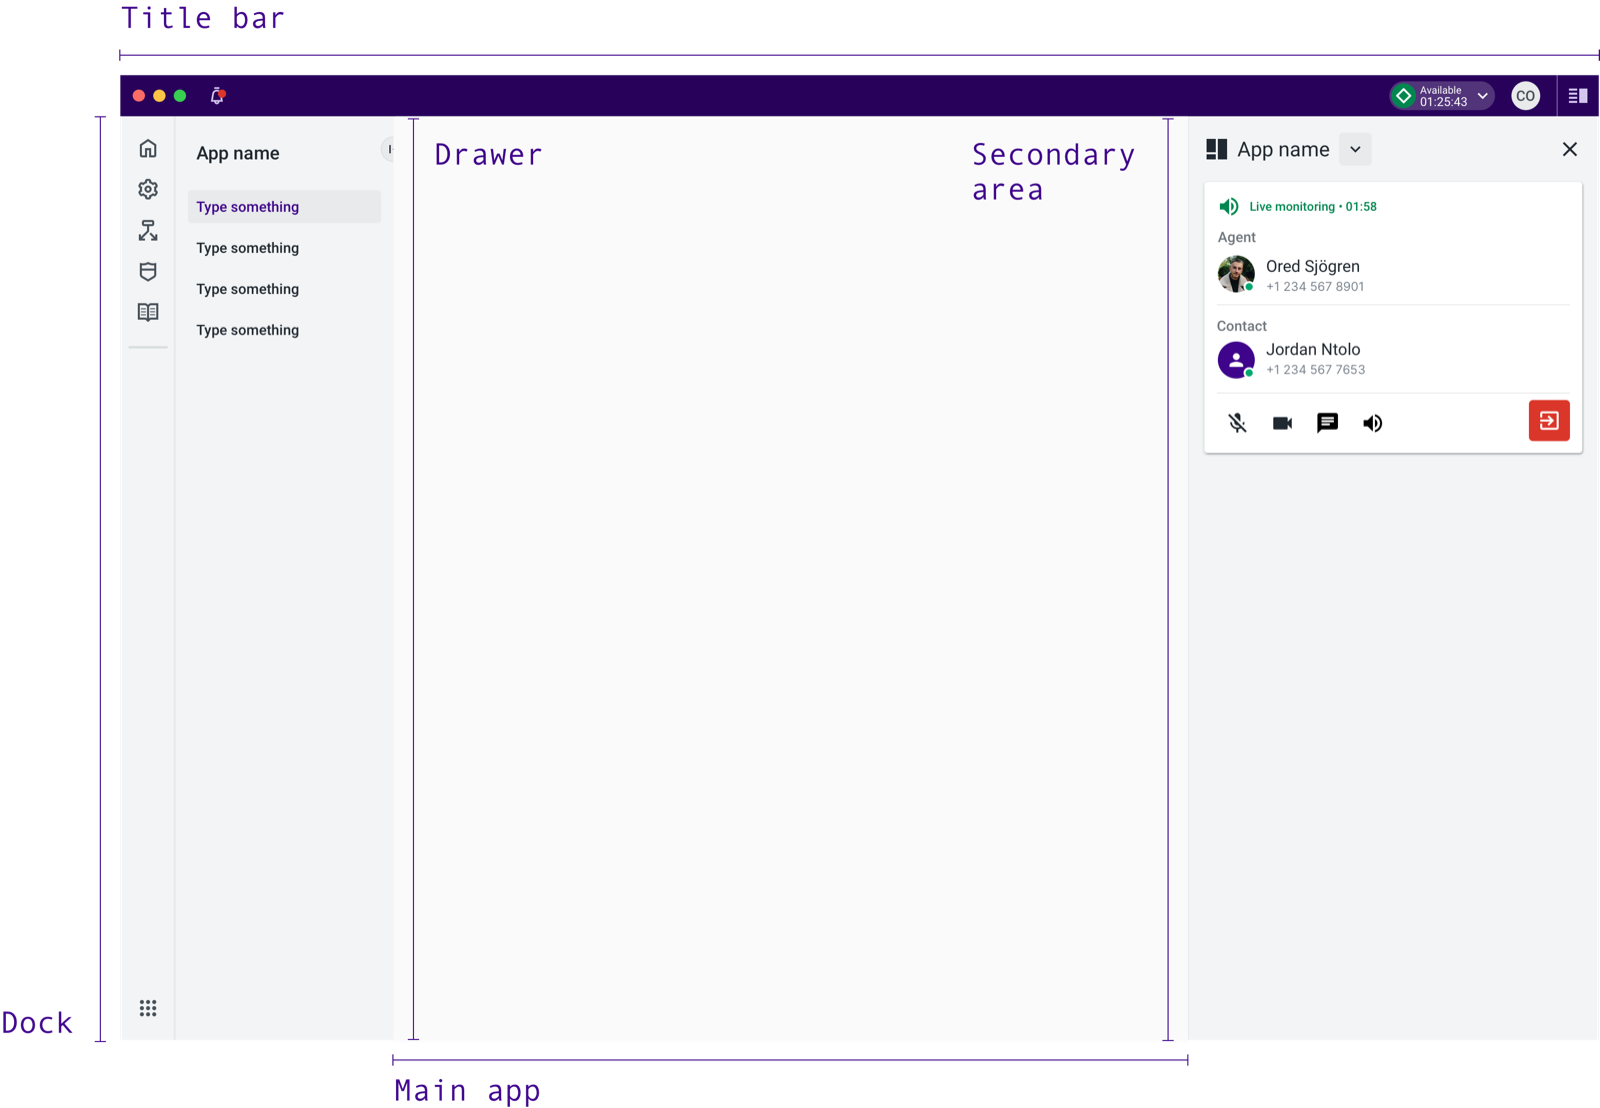 Title bar
Available
01:25:43
CO
App name
Type something
Type something
Type something
Type something
Drawer
Secondary
area
App name
Live monitoring • 01:58
Agent
Ored Sjögren
+1 234 567 8901
Contact
Jordan Ntolo
+1 234 567 7653
Dock
Main app